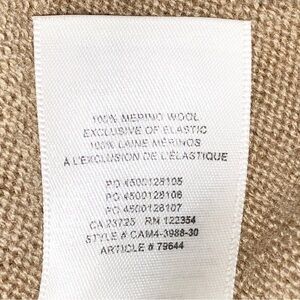 100% MERINO WOOL
EXCLUSIVE OF ELASTIC
100% LAINE MÉRINOS
À L'EXCLUSION DE L'ÉLASTIQUE
PO 4500128105
PO 4500128106
PO 4500128107
CA 23725 RN 122354
STYLE # CAM4-3988-30
ARTICLE # 79644